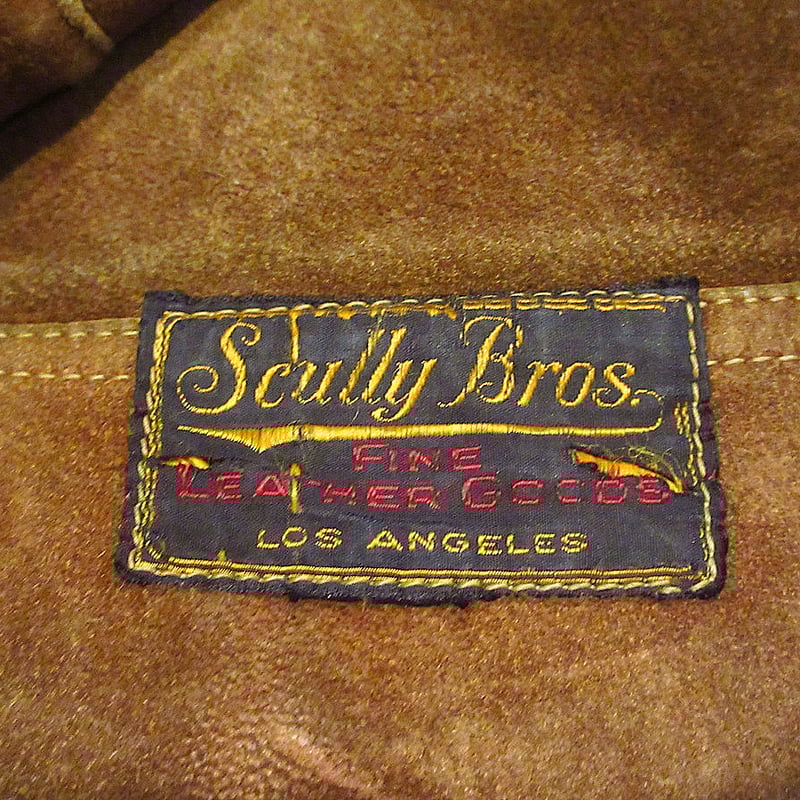 Scully Bros.
FINE
LEATHER GOODS
LOS ANGELES